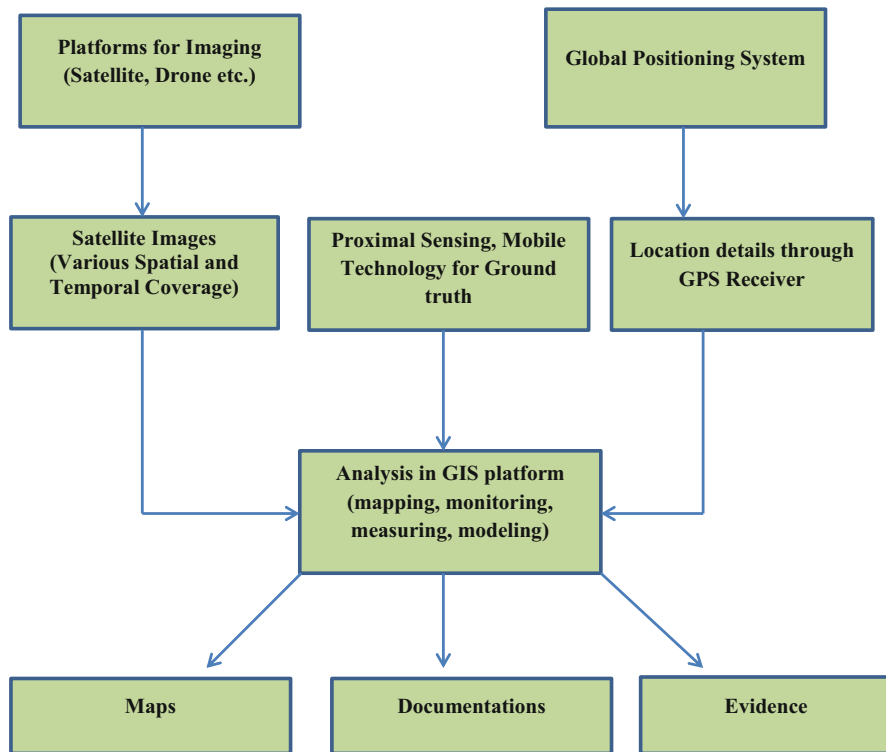 Platforms for Imaging
(Satellite, Drone etc.)
Global Positioning System
Satellite Images
(Various Spatial and
Temporal Coverage)
Proximal Sensing, Mobile
Technology for Ground
truth
Location details through
GPS Receiver
Analysis in GIS platform
(mapping, monitoring,
measuring, modeling)
Maps
Documentations
Evidence